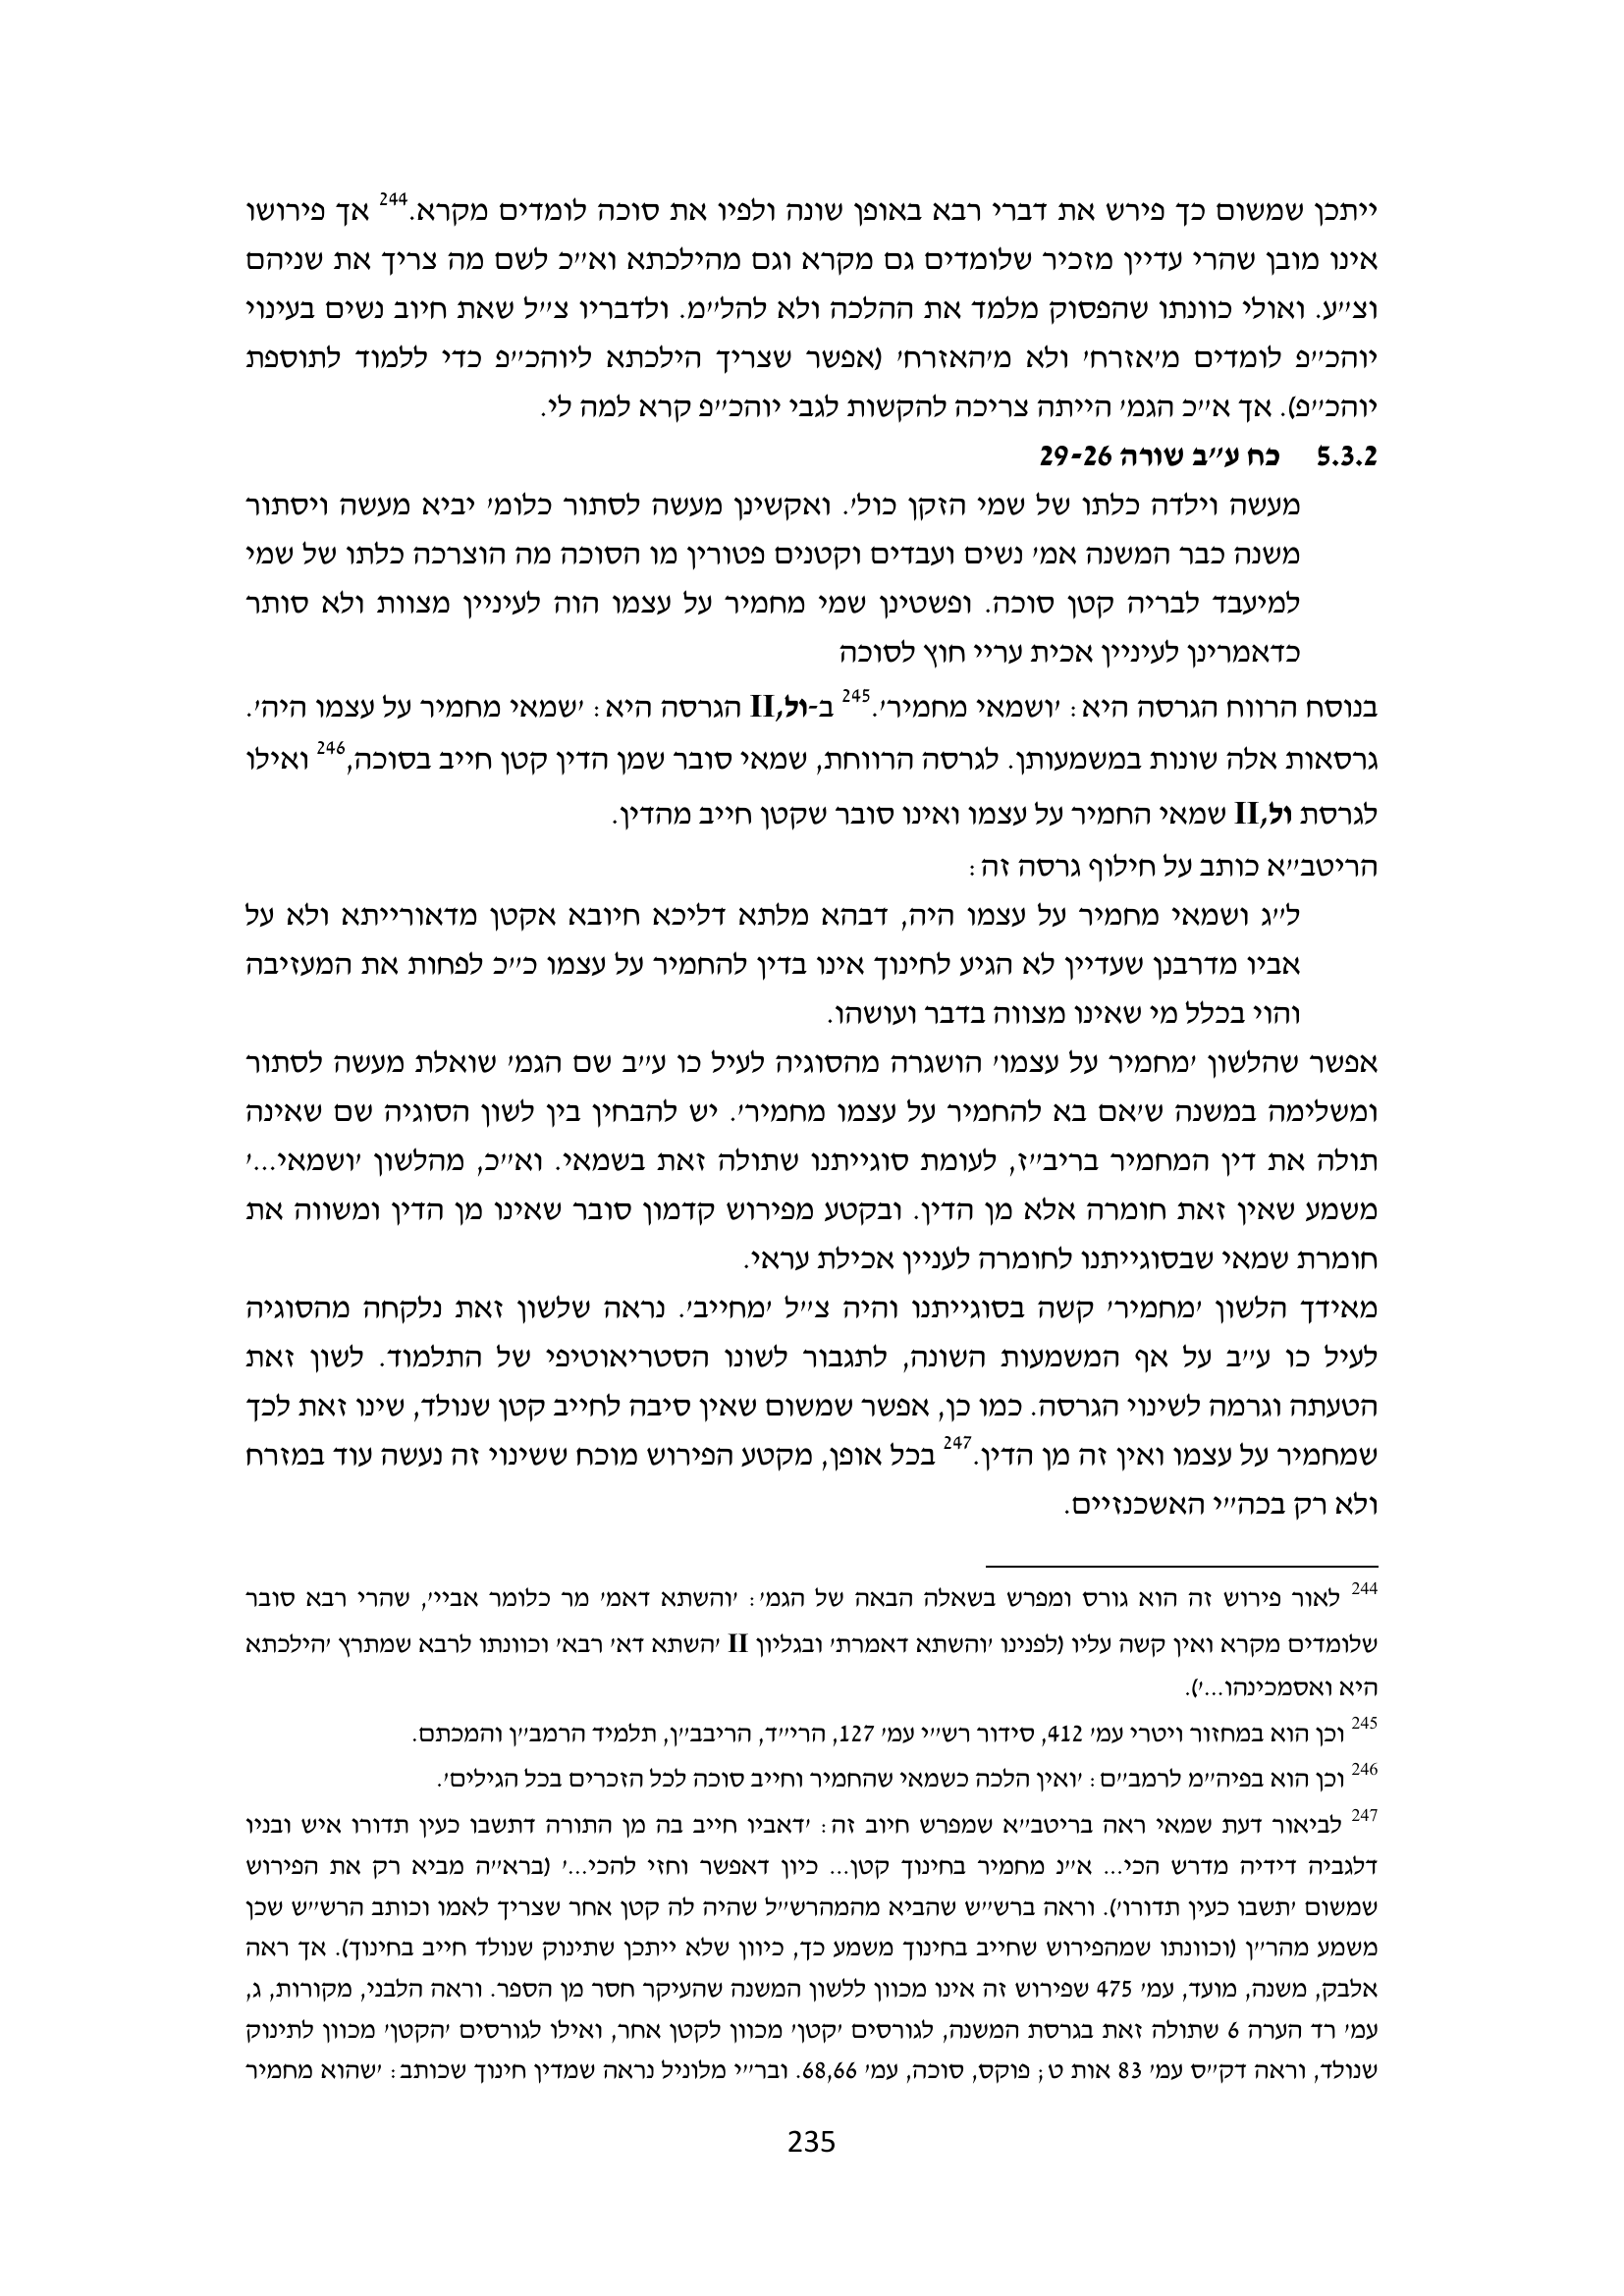 ייתכן שמשום כך פירש את דברי רבא באופן שונה ולפיו את סוכה לומדים מקרא.244 אך פירושו
אינו מובן שהרי עדיין מזכיר שלומדים גם מקרא וגם מהילכתא וא״כ לשם מה צריך את שניהם
וצ״ע. ואולי כוונתו שהפסוק מלמד את ההלכה ולא להל״מ. ולדבריו צ״ל שאת חיוב נשים בעינוי
יוהכ״פ לומדים מ׳אזרח׳ ולא מ׳האזרח׳ (אפשר שצריך הילכתא ליוהכ״פ כדי ללמוד לתוספת
יוהכ״פ). אך א״כ הגמ׳ הייתה צריכה להקשות לגבי יוהכ״פ קרא למה לי.
5.3.2 כח ע״ב שורה 29-26
מעשה וילדה כלתו של שמי הזקן כול׳. ואקשינן מעשה לסתור כלומ׳ יביא מעשה ויסתור
משנה כבר המשנה אמ׳ נשים ועבדים וקטנים פטורין מו הסוכה מה הוצרכה כלתו של שמי
למיעבד לבריה קטן סוכה. ופשטינן שמי מחמיר על עצמו הוה לעיניין מצוות ולא סותר
כדאמרינן לעיניין אכית עריי חוץ לסוכה
בנוסח הרווח הגרסה היא: ׳ושמאי מחמיר׳.245 ב-ול,II הגרסה היא: ׳שמאי מחמיר על עצמו היה׳.
גרסאות אלה שונות במשמעותן. לגרסה הרווחת, שמאי סובר שמן הדין קטן חייב בסוכה,246 ואילו
לגרסת ול,II שמאי החמיר על עצמו ואינו סובר שקטן חייב מהדין.
הריטב״א כותב על חילוף גרסה זה:
ל״ג ושמאי מחמיר על עצמו היה, דבהא מלתא דליכא חיובא אקטן מדאורייתא ולא על
אביו מדרבנן שעדיין לא הגיע לחינוך אינו בדין להחמיר על עצמו כ״כ לפחות את המעזיבה
והוי בכלל מי שאינו מצווה בדבר ועושהו.
אפשר שהלשון ׳מחמיר על עצמו׳ הושגרה מהסוגיה לעיל כו ע״ב שם הגמ׳ שואלת מעשה לסתור
ומשלימה במשנה ש׳אם בא להחמיר על עצמו מחמיר׳. יש להבחין בין לשון הסוגיה שם שאינה
תולה את דין המחמיר בריב״ז, לעומת סוגייתנו שתולה זאת בשמאי. וא״כ, מהלשון ׳ושמאי...׳
משמע שאין זאת חומרה אלא מן הדין. ובקטע מפירוש קדמון סובר שאינו מן הדין ומשווה את
חומרת שמאי שבסוגייתנו לחומרה לעניין אכילת עראי.
מאידך הלשון ׳מחמיר׳ קשה בסוגייתנו והיה צ״ל ׳מחייב׳. נראה שלשון זאת נלקחה מהסוגיה
לעיל כו ע״ב על אף המשמעות השונה, לתגבור לשונו הסטריאוטיפי של התלמוד. לשון זאת
הטעתה וגרמה לשינוי הגרסה. כמו כן, אפשר שמשום שאין סיבה לחייב קטן שנולד, שינו זאת לכך
שמחמיר על עצמו ואין זה מן הדין.247 בכל אופן, מקטע הפירוש מוכח ששינוי זה נעשה עוד במזרח
ולא רק בכה״י האשכנזיים.
244 לאור פירוש זה הוא גורס ומפרש בשאלה הבאה של הגמ׳: ׳והשתא דאמ׳ מר כלומר אביי׳, שהרי רבא סובר
שלומדים מקרא ואין קשה עליו (לפנינו ׳והשתא דאמרת׳ ובגליון II ׳השתא דא׳ רבא׳ וכוונתו לרבא שמתרץ ׳הילכתא
היא ואסמכינהו...׳).
245 וכן הוא במחזור ויטרי עמ׳ 412, סידור רש״י עמ׳ 127, הרי״ד, הריבב״ן, תלמיד הרמב״ן והמכתם.
246 וכן הוא בפיה״מ לרמב״ם: ׳ואין הלכה כשמאי שהחמיר וחייב סוכה לכל הזכרים בכל הגילים׳.
247 לביאור דעת שמאי ראה בריטב״א שמפרש חיוב זה: ׳דאביו חייב בה מן התורה דתשבו כעין תדורו איש ובניו
דלגביה דידיה מדרש הכי... א״נ מחמיר בחינוך קטן... כיון דאפשר וחזי להכי...׳ (ברא״ה מביא רק את הפירוש
שמשום ׳תשבו כעין תדורו׳). וראה ברש״ש שהביא מהמהרש״ל שהיה לה קטן אחר שצריך לאמו וכותב הרש״ש שכן
משמע מהר״ן (וכוונתו שמהפירוש שחייב בחינוך משמע כך, כיוון שלא ייתכן שתינוק שנולד חייב בחינוך). אך ראה
אלבק, משנה, מועד, עמ׳ 475 שפירוש זה אינו מכוון ללשון המשנה שהעיקר חסר מן הספר. וראה הלבני, מקורות, ג,
עמ׳ רד הערה 6 שתולה זאת בגרסת המשנה, לגורסים ׳קטן׳ מכוון לקטן אחר, ואילו לגורסים ׳הקטן׳ מכוון לתינוק
שנולד, וראה דק״ס עמ׳ 83 אות ט; פוקס, סוכה, עמ׳ 68,66. ובר״י מלוניל נראה שמדין חינוך שכותב: ׳שהוא מחמיר
235